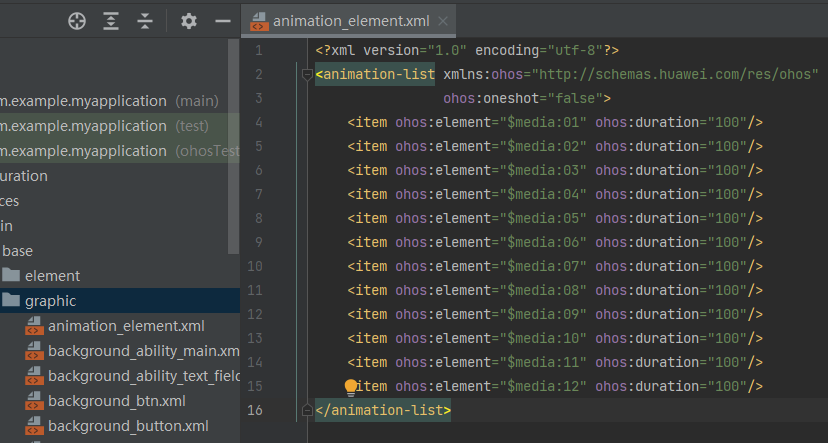 animation_element.xml
m.example.myapplication (main)
m.example.myapplication (test)
m.example.myapplication (ohosTest
uration
ces
in
base
element
graphic
animation_element.xml
background_ability_main.xm
background_ability_text_field
background_btn.xml
background_button.xml
1 <?xml version="1.0" encoding="utf-8"?>
2 <animation-list xmlns:ohos="http://schemas.huawei.com/res/ohos"
3 ohos:oneshot="false">
4 <item ohos:element="$media:01" ohos:duration="100"/>
5 <item ohos:element="$media:02" ohos:duration="100"/>
6 <item ohos:element="$media:03" ohos:duration="100"/>
7 <item ohos:element="$media:04" ohos:duration="100"/>
8 <item ohos:element="$media:05" ohos:duration="100"/>
9 <item ohos:element="$media:06" ohos:duration="100"/>
10 <item ohos:element="$media:07" ohos:duration="100"/>
11 <item ohos:element="$media:08" ohos:duration="100"/>
12 <item ohos:element="$media:09" ohos:duration="100"/>
13 <item ohos:element="$media:10" ohos:duration="100"/>
14 <item ohos:element="$media:11" ohos:duration="100"/>
15 item ohos:element="$media:12" ohos:duration="100"/>
16 </animation-list>